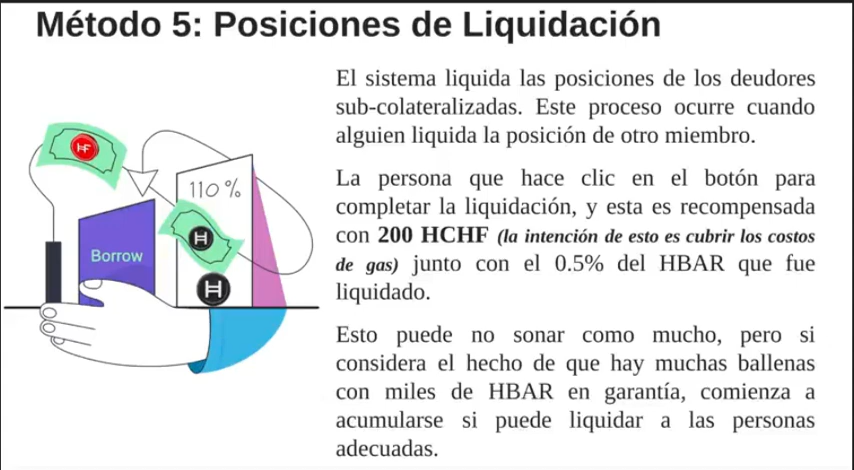 Método 5: Posiciones de Liquidación
El sistema liquida las posiciones de los deudores
sub-colateralizadas. Este proceso ocurre cuando
alguien liquida la posición de otro miembro.
La persona que hace clic en el botón para
completar la liquidación, y esta es recompensada
con 200 HCHF (la intención de esto es cubrir los costos
de gas) junto con el 0.5% del HBAR que fue
liquidado.
Esto puede no sonar como mucho, pero si
considera el hecho de que hay muchas ballenas
con miles de HBAR en garantía, comienza a
acumularse si puede liquidar a las personas
adecuadas.
HF
110 %
Borrow
H
H